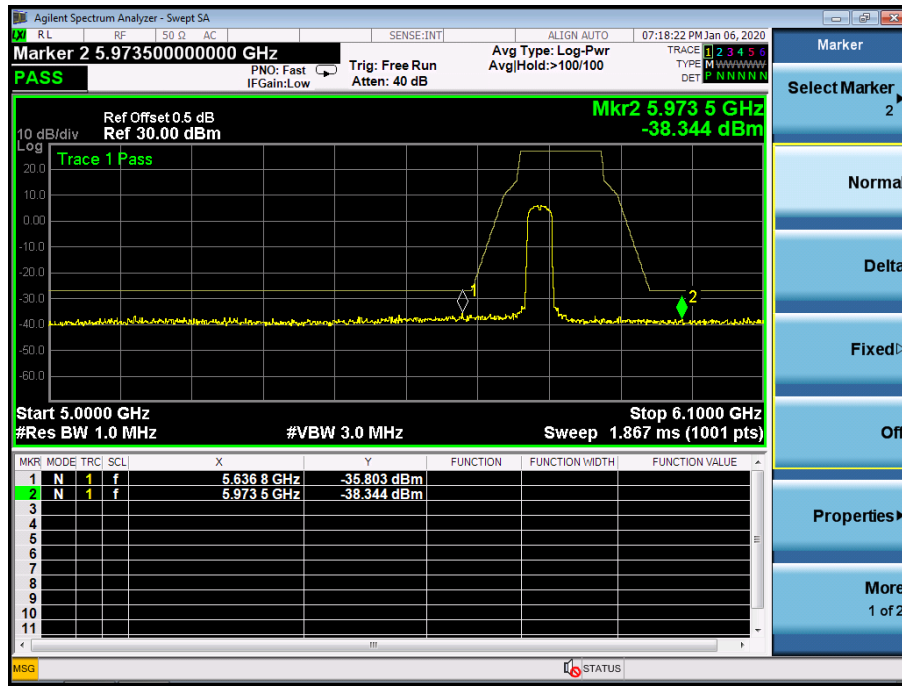 Agilent Spectrum Analyzer - Swept SA
LXI RL RF 50 Ω AC SENSE:INT ALIGN AUTO 07:18:22 PM Jan 06, 2020
Marker 2 5.973500000000 GHz
PASS
PNO: Fast
IFGain:Low
Trig: Free Run
Atten: 40 dB
Avg Type: Log-Pwr
Avg|Hold:>100/100
TRACE 1 2 3 4 5 6
TYPE M WWWWW
DET P N N N N N
Mkr2 5.973 5 GHz
-38.344 dBm
Ref Offset 0.5 dB
10 dB/div Ref 30.00 dBm
Log
Trace 1 Pass
20.0
10.0
0.00
-10.0
-20.0
-30.0
-40.0
-50.0
-60.0
1
2
Start 5.0000 GHz Stop 6.1000 GHz
#Res BW 1.0 MHz #VBW 3.0 MHz Sweep 1.867 ms (1001 pts)
MKR MODE TRC SCL X Y FUNCTION FUNCTION WIDTH FUNCTION VALUE
1 N 1 f 5.636 8 GHz -35.803 dBm
2 N 1 f 5.973 5 GHz -38.344 dBm
3
4
5
6
7
8
9
10
11
MSG STATUS
Marker
Select Marker
2
Norma
Delta
Fixed
Off
Properties
More
1 of 2